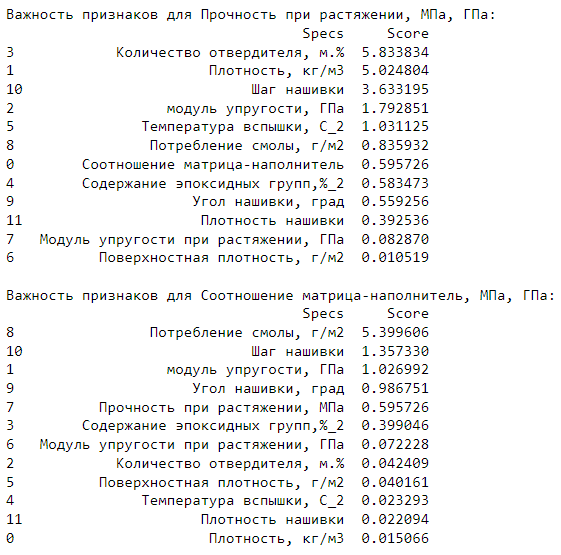 Важность признаков для Прочность при растяжении, МПа, ГПа:
Specs Score
3 Количество отвердителя, м.% 5.833834
1 Плотность, кг/м3 5.024804
10 Шаг нашивки 3.633195
2 модуль упругости, ГПа 1.792851
5 Температура вспышки, С_2 1.031125
8 Потребление смолы, г/м2 0.835932
0 Соотношение матрица-наполнитель 0.595726
4 Содержание эпоксидных групп,%_2 0.583473
9 Угол нашивки, град 0.559256
11 Плотность нашивки 0.392536
7 Модуль упругости при растяжении, ГПа 0.082870
6 Поверхностная плотность, г/м2 0.010519
Важность признаков для Соотношение матрица-наполнитель, МПа, ГПа:
Specs Score
8 Потребление смолы, г/м2 5.399606
10 Шаг нашивки 1.357330
1 модуль упругости, ГПа 1.026992
9 Угол нашивки, град 0.986751
7 Прочность при растяжении, МПа 0.595726
3 Содержание эпоксидных групп,%_2 0.399046
6 Модуль упругости при растяжении, ГПа 0.072228
2 Количество отвердителя, м.% 0.042409
5 Поверхностная плотность, г/м2 0.040161
4 Температура вспышки, С_2 0.023293
11 Плотность нашивки 0.022094
0 Плотность, кг/м3 0.015066